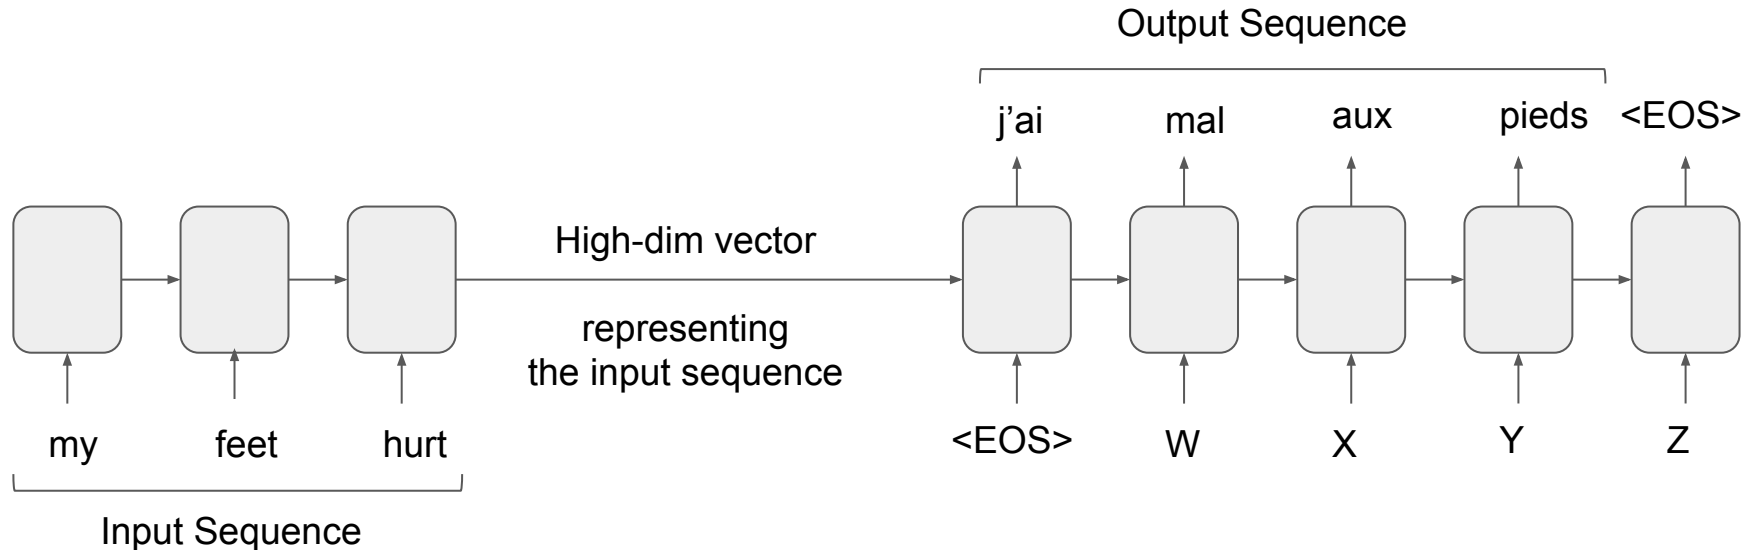 Output Sequence
j’ai mal aux pieds <EOS>
High-dim vector
representing
the input sequence
my feet hurt <EOS> W X Y Z
Input Sequence